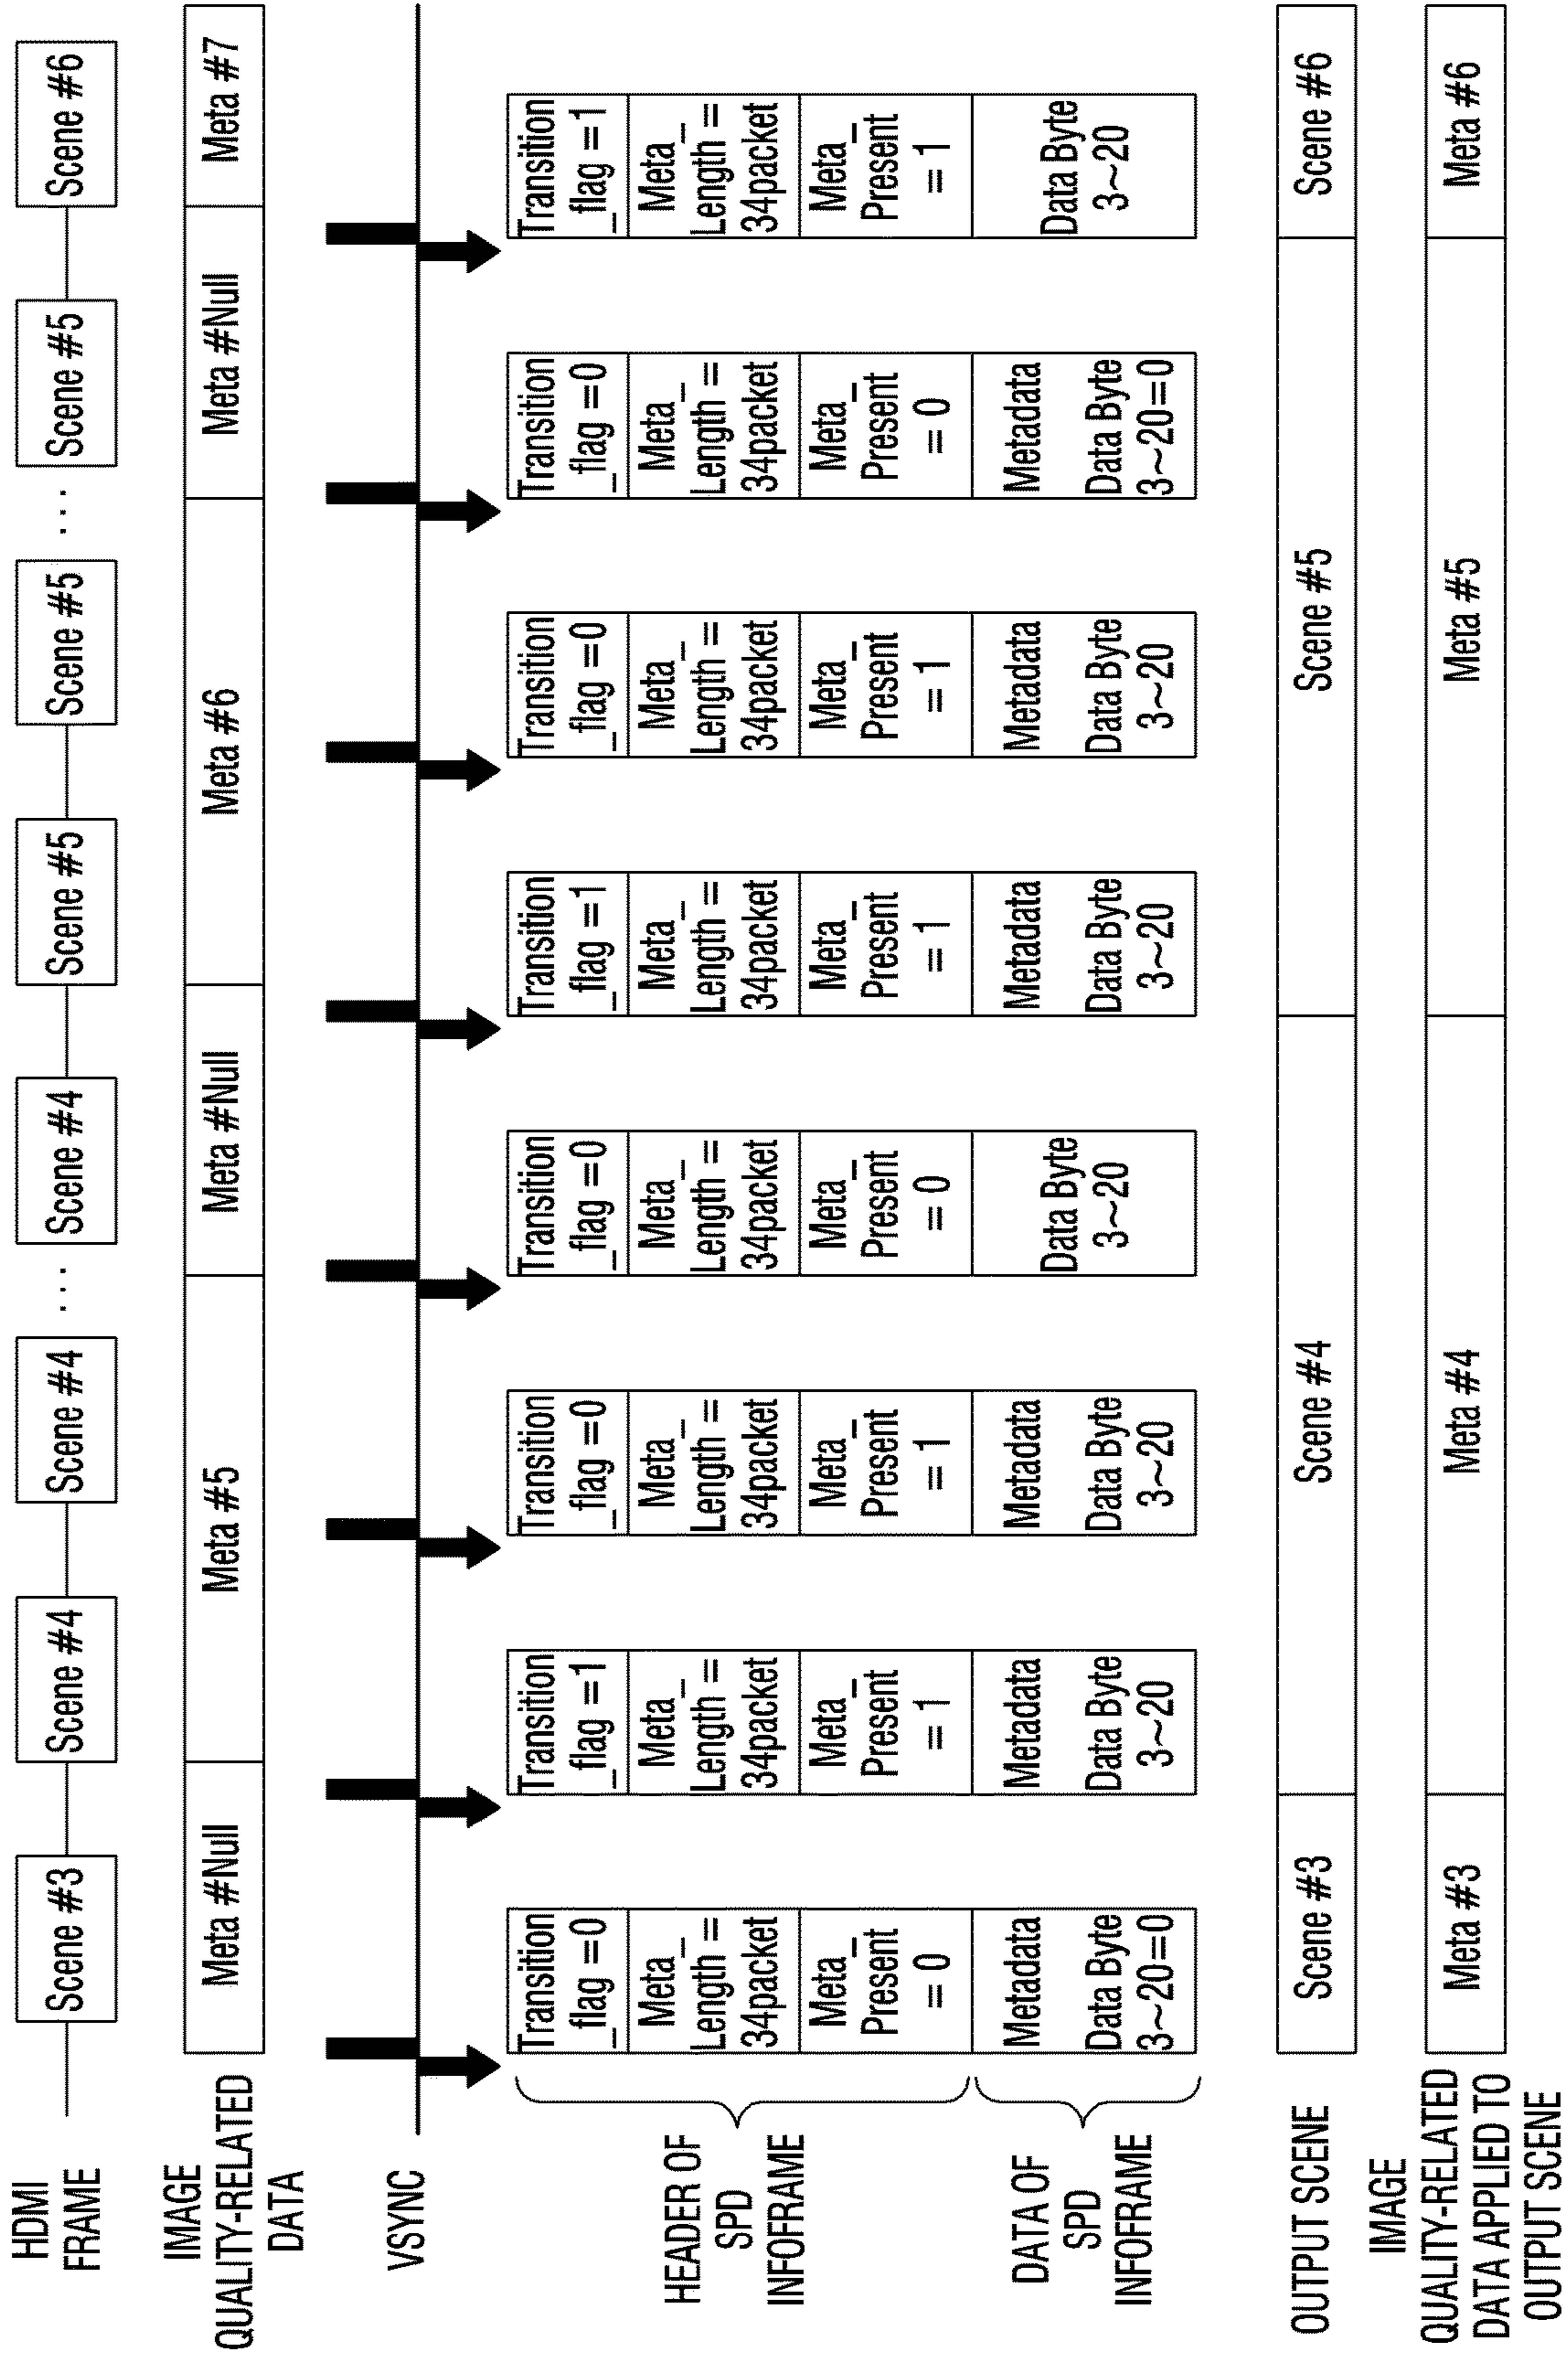 HDMI
FRAME
Scene #3
Scene #4
Scene #4
...
Scene #4
Scene #5
Scene #5
...
Scene #5
Scene #6
IMAGE
QUALITY-RELATED
DATA
Meta #Null
Meta #5
Meta #Null
Meta #6
Meta #Null
Meta #7
VSYNC
HEADER OF
SPD
INFOFRAME
DATA OF
SPD
INFOFRAME
Transition
_flag =0
Meta_
Length =
34packet
Meta_
Present
= 0
Metadata
Data Byte
3~20=0
Transition
_flag =1
Meta_
Length =
34packet
Meta_
Present
= 1
Metadata
Data Byte
3~20
Transition
_flag =0
Meta_
Length =
34packet
Meta_
Present
= 1
Metadata
Data Byte
3~20
Transition
_flag =0
Meta_
Length =
34packet
Meta_
Present
= 0
Data Byte
3~20
Transition
_flag =1
Meta_
Length =
34packet
Meta_
Present
= 1
Metadata
Data Byte
3~20
Transition
_flag =0
Meta_
Length =
34packet
Meta_
Present
= 1
Metadata
Data Byte
3~20
Transition
_flag =0
Meta_
Length =
34packet
Meta_
Present
= 0
Metadata
Data Byte
3~20=0
Transition
_flag =1
Meta_
Length =
34packet
Meta_
Present
= 1
Data Byte
3~20
OUTPUT SCENE
Scene #3
Scene #4
Scene #5
Scene #6
IMAGE
QUALITY-RELATED
DATA APPLIED TO
OUTPUT SCENE
Meta #3
Meta #4
Meta #5
Meta #6